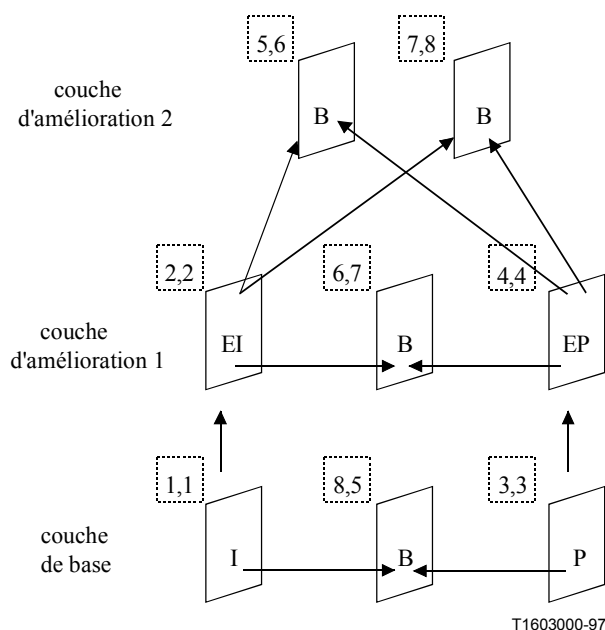 5,6 7,8
couche
d'amélioration 2
B B
2,2 6,7 4,4
couche
d'amélioration 1
EI B EP
1,1 8,5 3,3
couche
de base
I B P
T1603000-97